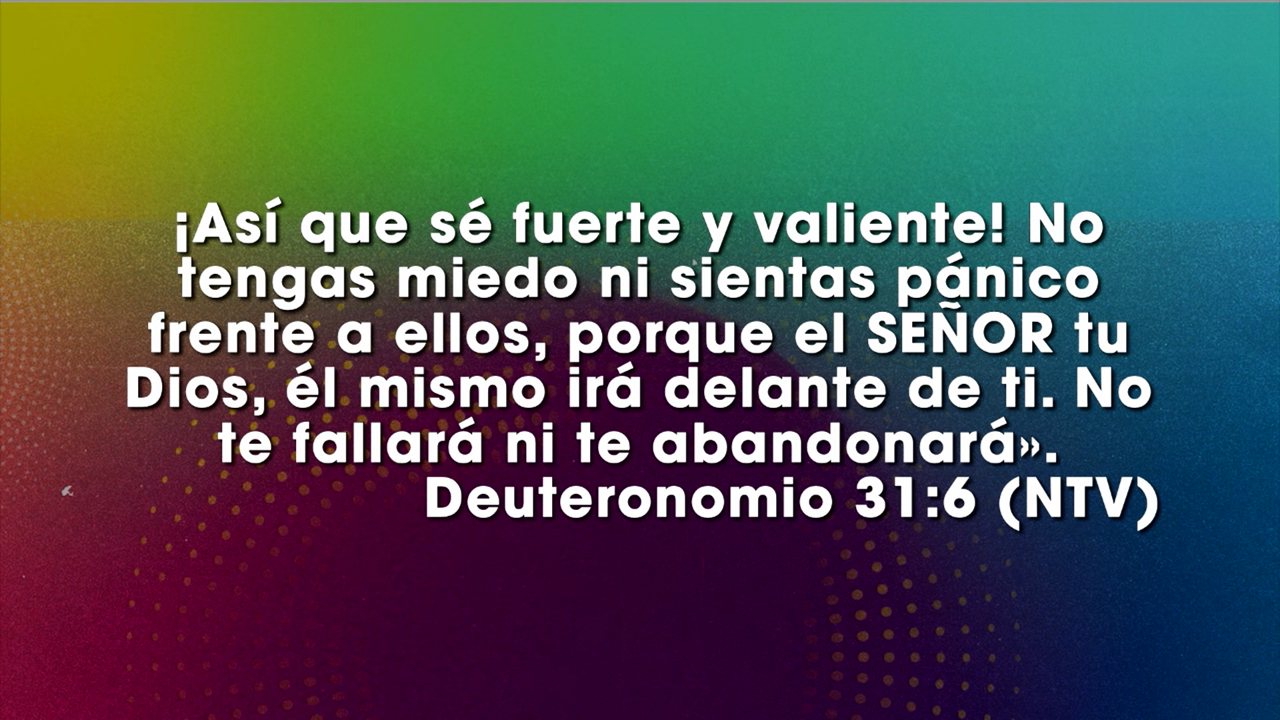 ¡Así que sé fuerte y valiente! No
tengas miedo ni sientas pánico
frente a ellos, porque el SEÑOR tu
Dios, él mismo irá delante de ti. No
te fallará ni te abandonará».
Deuteronomio 31:6 (NTV)